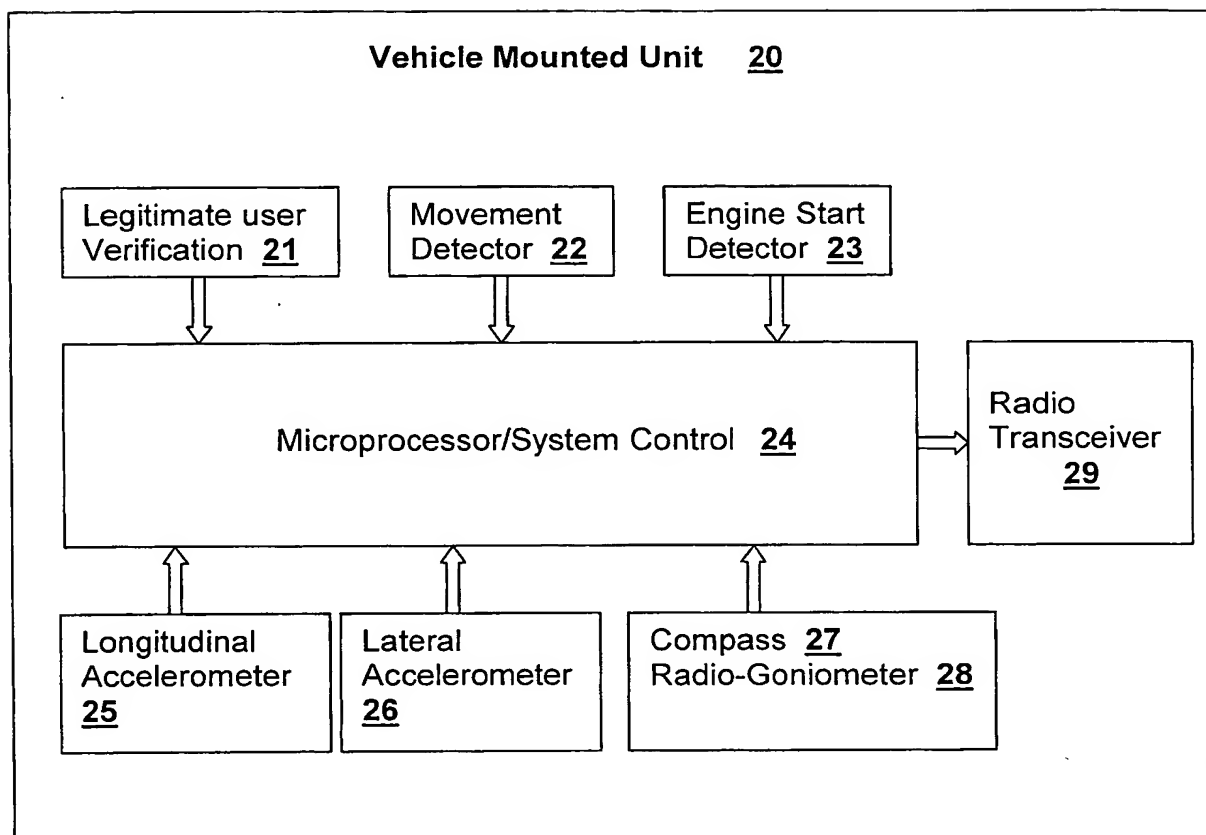 Vehicle Mounted Unit 20
Legitimate user
Verification 21
Movement
Detector 22
Engine Start
Detector 23
Microprocessor/System Control 24
Radio
Transceiver
29
Longitudinal
Accelerometer
25
Lateral
Accelerometer
26
Compass 27
Radio-Goniometer 28